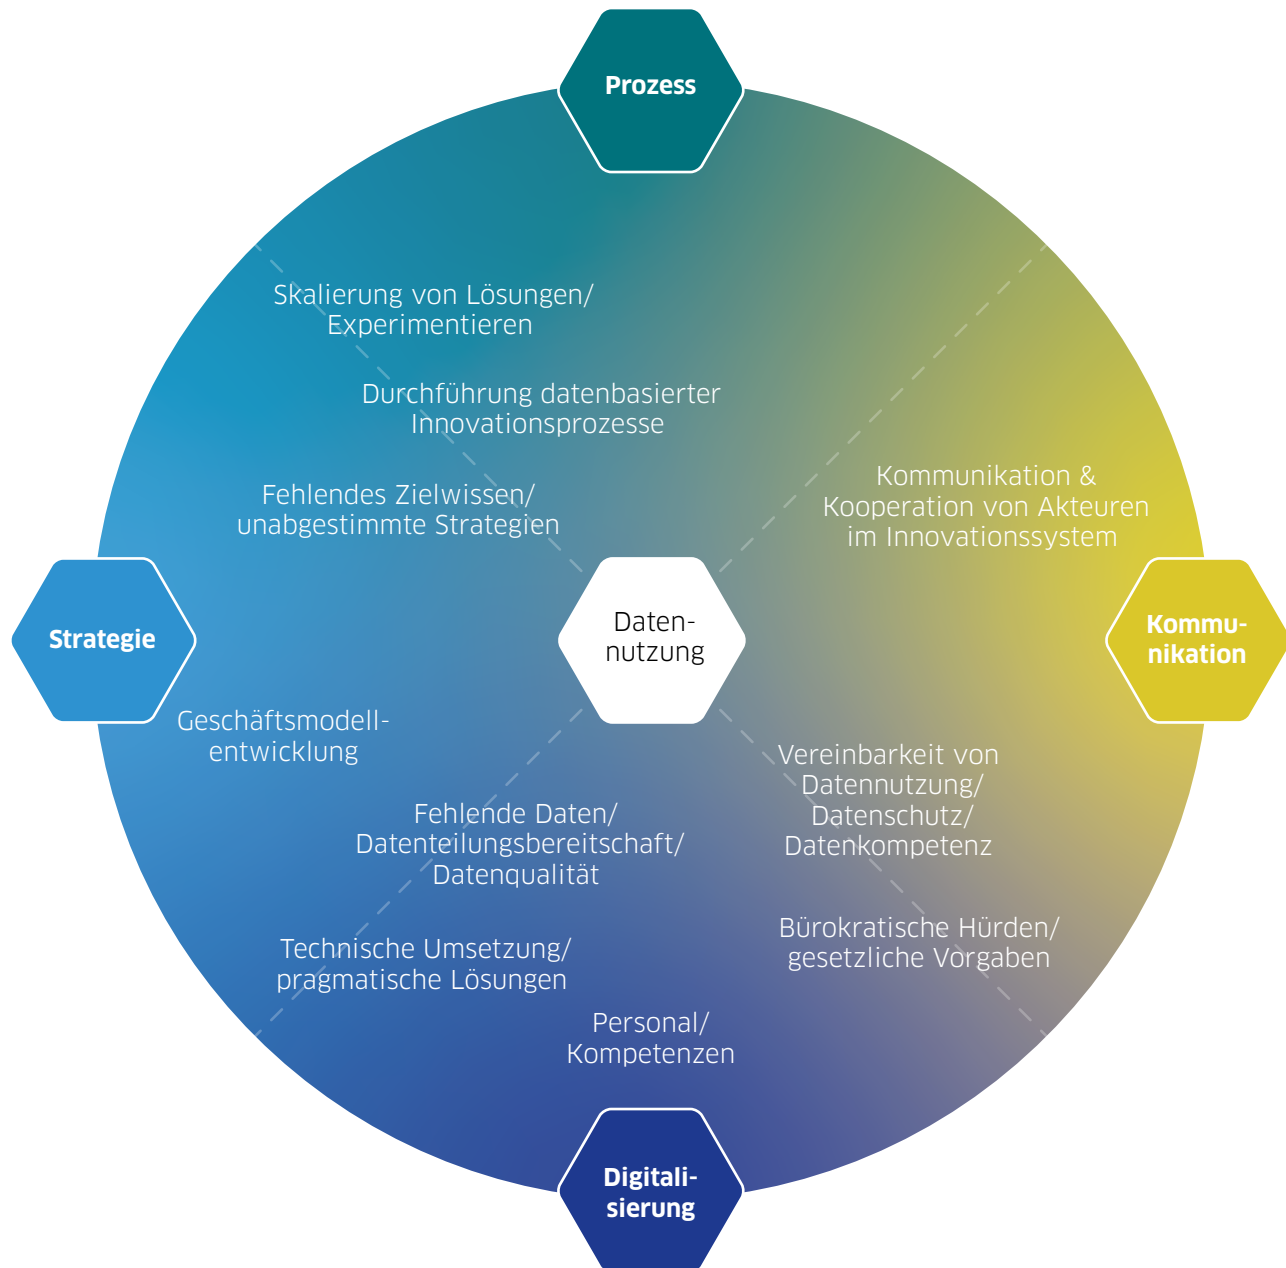 Prozess
Skalierung von Lösungen/
Experimentieren
Durchführung datenbasierter
Innovationsprozesse
Fehlendes Zielwissen/
unabgestimmte Strategien
Kommunikation &
Kooperation von Akteuren
im Innovationssystem
Strategie
Daten-
nutzung
Kommu-
nikation
Geschäftsmodell-
entwicklung
Vereinbarkeit von
Datennutzung/
Datenschutz/
Datenkompetenz
Fehlende Daten/
Datenteilungsbereitschaft/
Datenqualität
Technische Umsetzung/
pragmatische Lösungen
Bürokratische Hürden/
gesetzliche Vorgaben
Personal/
Kompetenzen
Digitali-
sierung